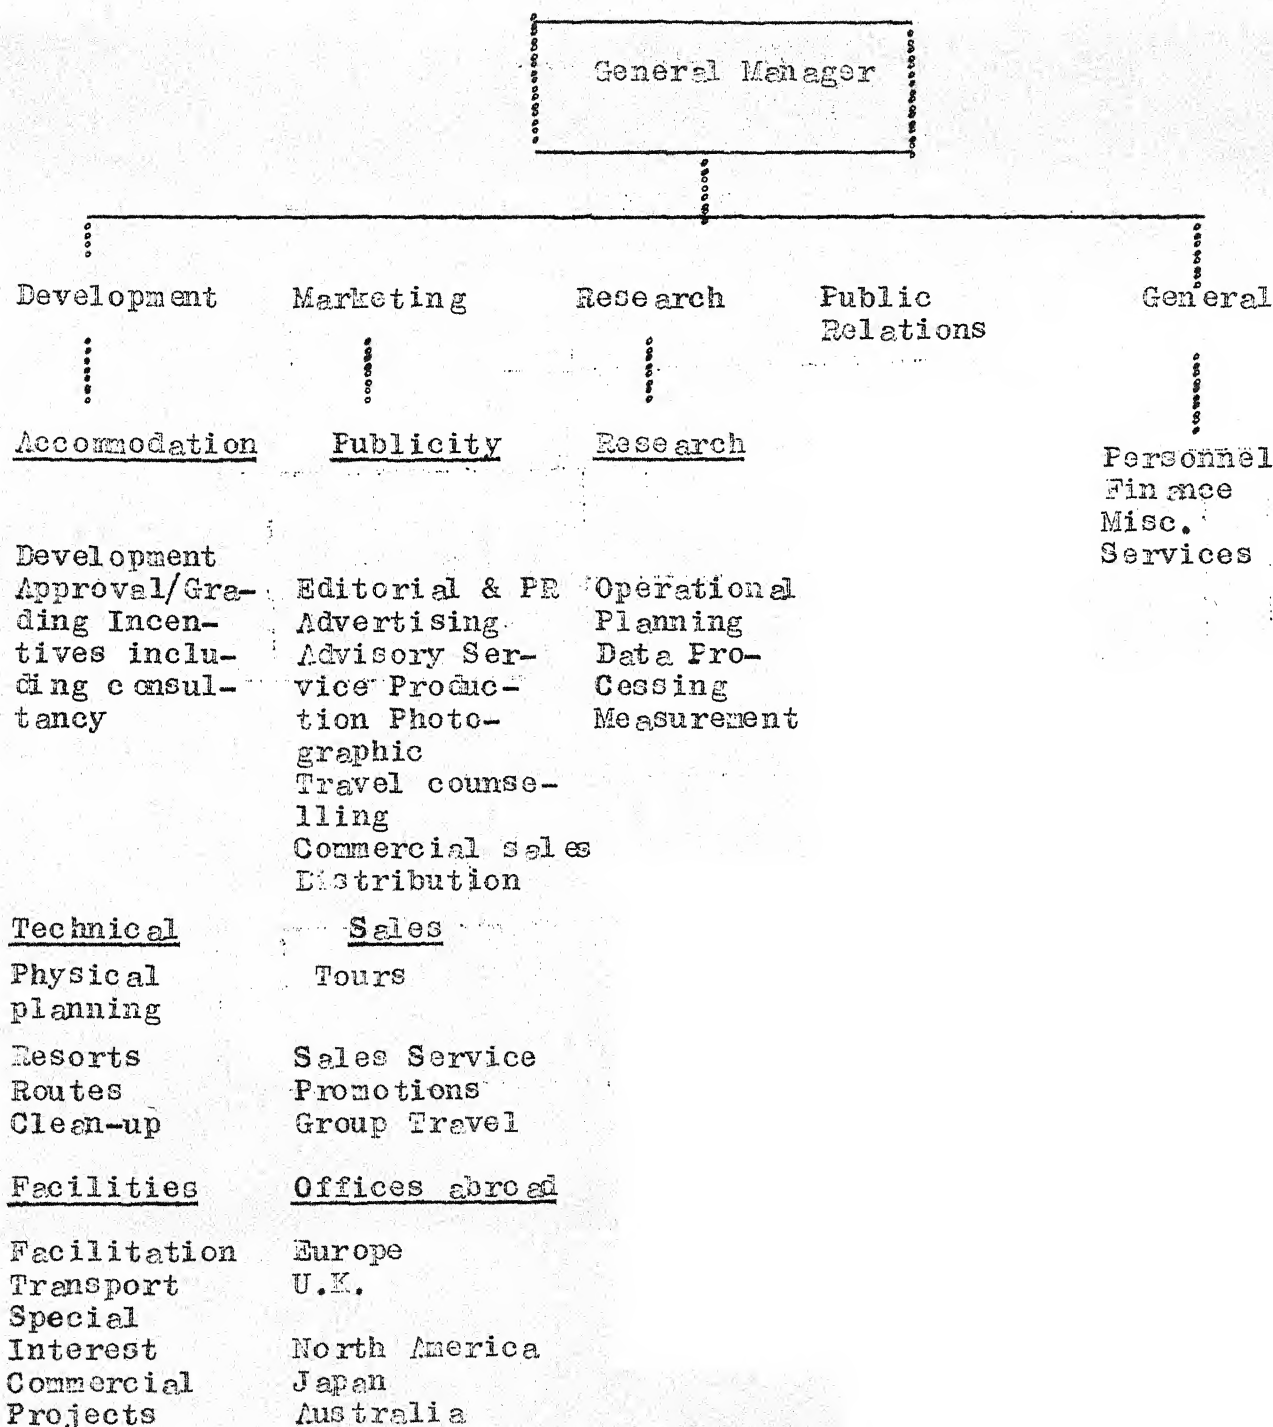 General Manager
Development Marketing Research Public General
Relations
Accommodation Publicity Research
Personnel
Finance
Misc.
Services
Development
Approval/Gra- Editorial & PR Operational
ding Incen- Advertising Planning
tives inclu- Advisory Ser- Data Pro-
ding consul- vice Produc- Cessing
tancy tion Photo- Measurement
graphic
Travel counse-
lling
Commercial sales
Distribution
Technical Sales
Physical Tours
planning
Resorts Sales Service
Routes Promotions
Clean-up Group Travel
Facilities Offices abroad
Facilitation Europe
Transport U.K.
Special
Interest North America
Commercial Japan
Projects Australia